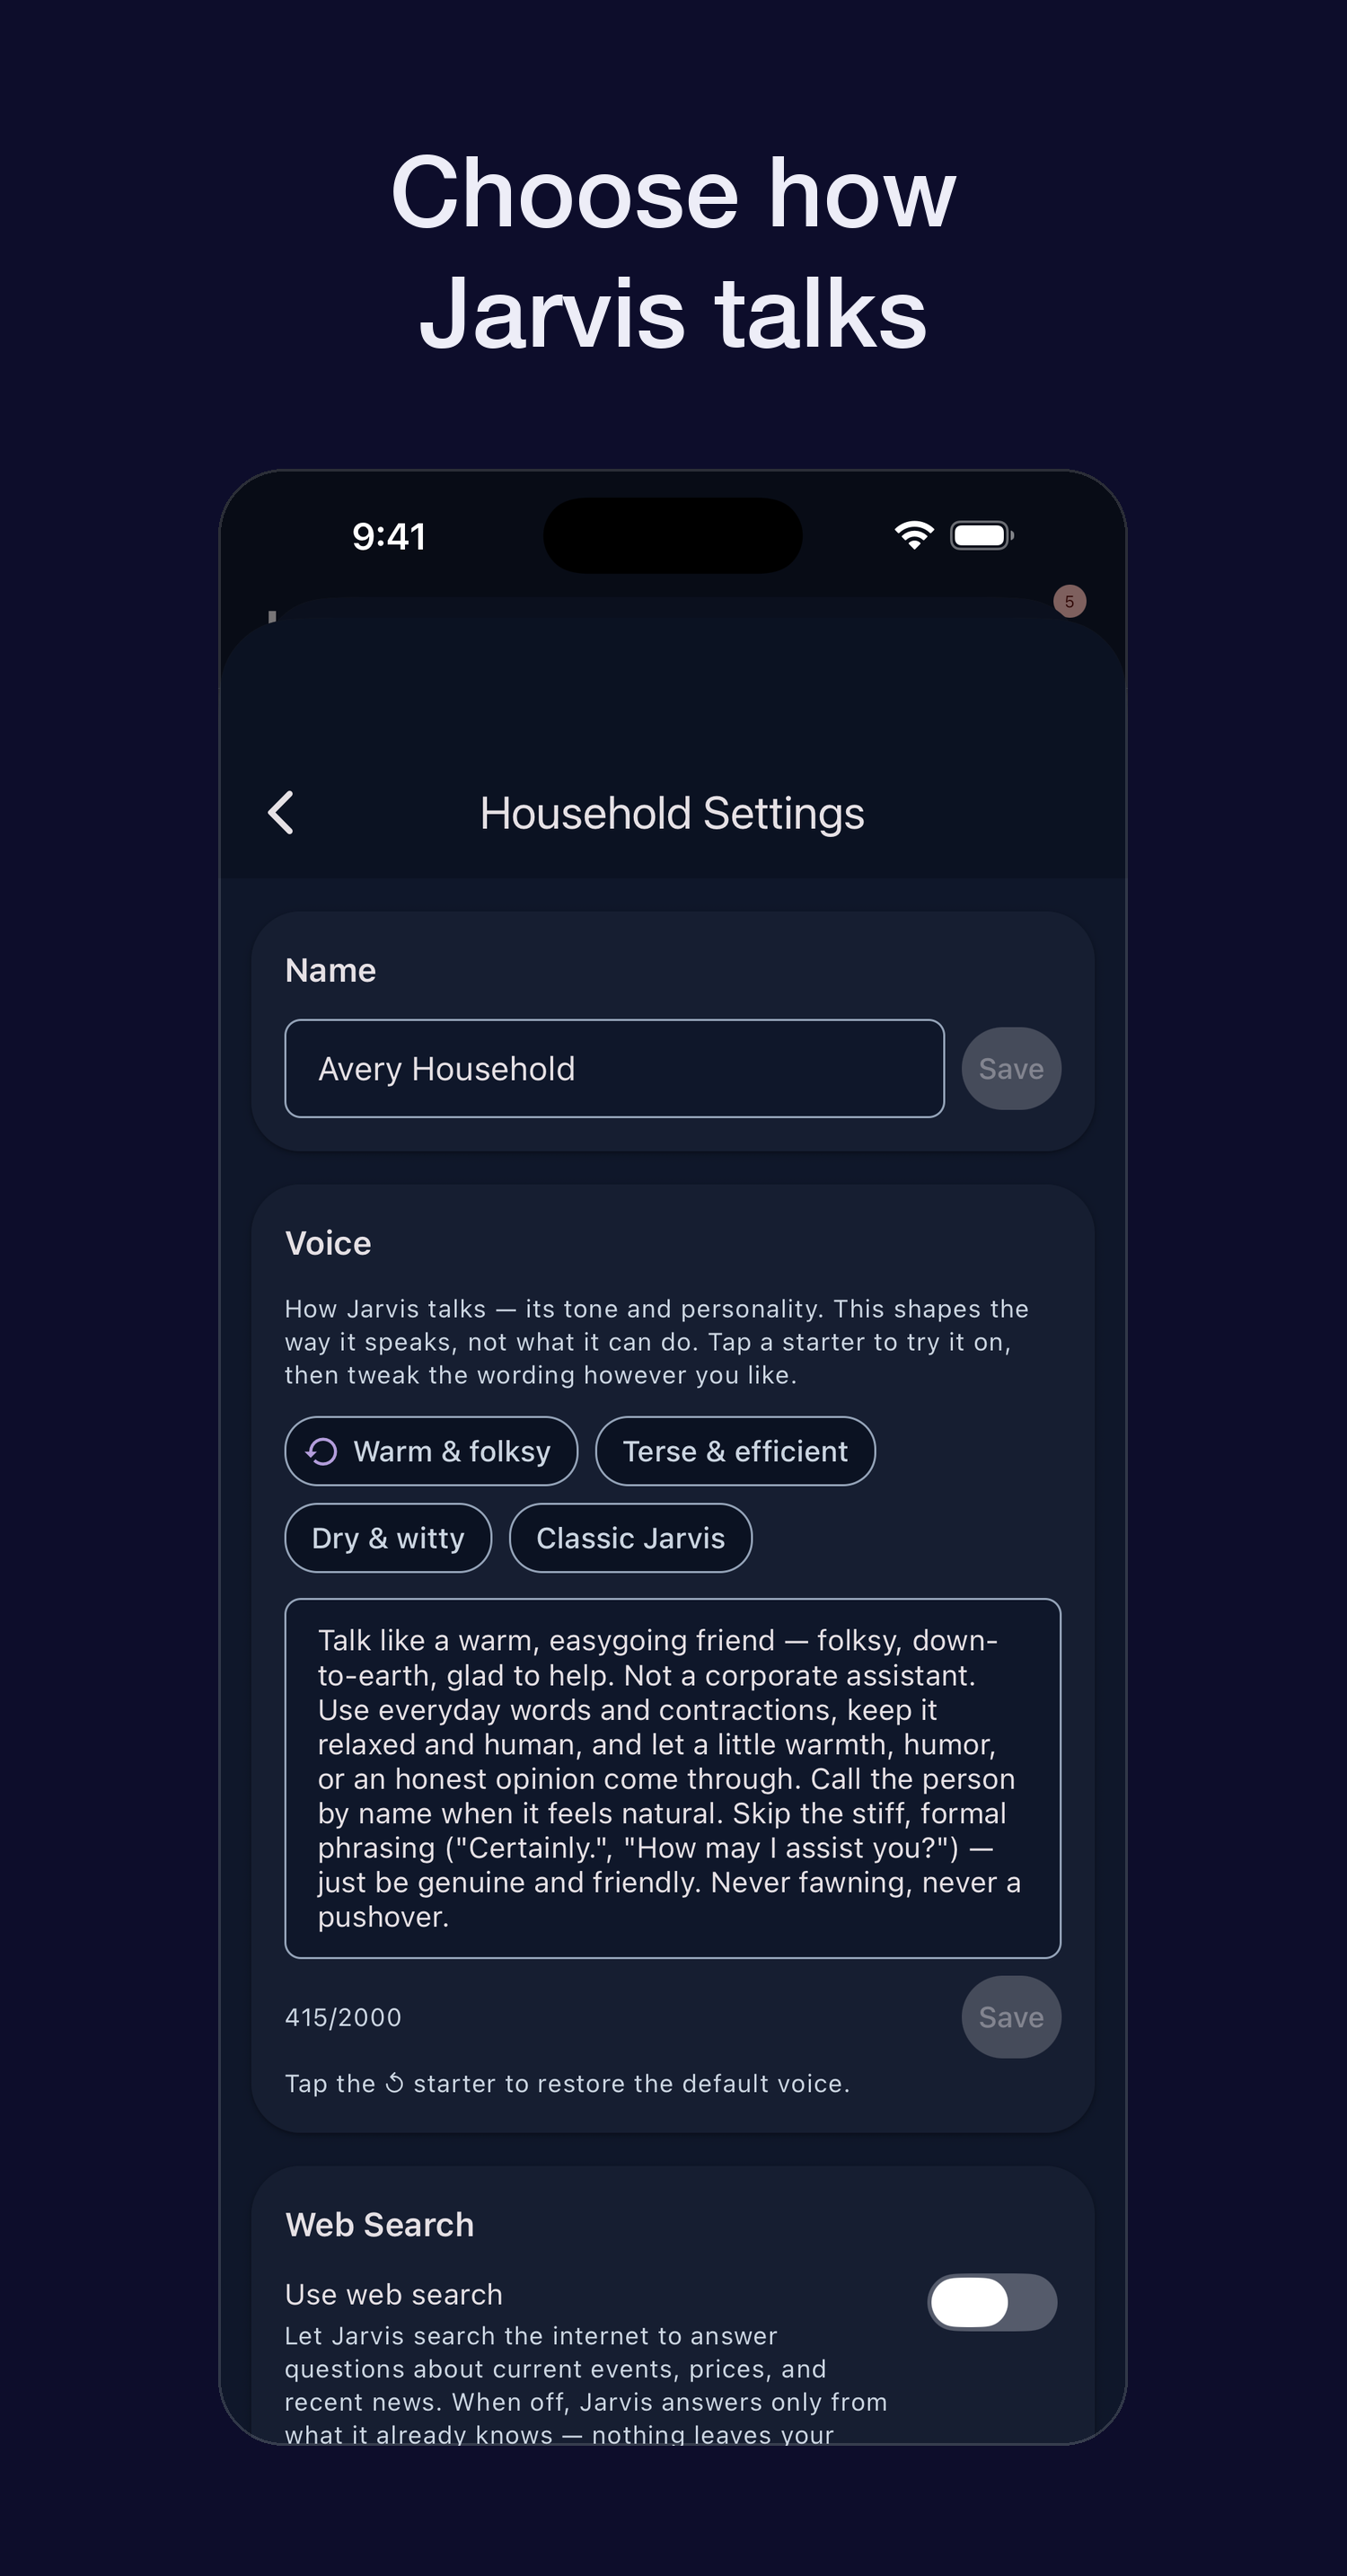 Choose how
Jarvis talks
9:41
5
Household Settings
Name
Avery Household
Save
Voice
How Jarvis talks — its tone and personality. This shapes the
way it speaks, not what it can do. Tap a starter to try it on,
then tweak the wording however you like.
Warm & folksy
Terse & efficient
Dry & witty
Classic Jarvis
Talk like a warm, easygoing friend — folksy, down-
to-earth, glad to help. Not a corporate assistant.
Use everyday words and contractions, keep it
relaxed and human, and let a little warmth, humor,
or an honest opinion come through. Call the person
by name when it feels natural. Skip the stiff, formal
phrasing ("Certainly.", "How may I assist you?") —
just be genuine and friendly. Never fawning, never a
pushover.
415/2000
Save
Tap the ↺ starter to restore the default voice.
Web Search
Use web search
Let Jarvis search the internet to answer
questions about current events, prices, and
recent news. When off, Jarvis answers only from
what it already knows — nothing leaves your